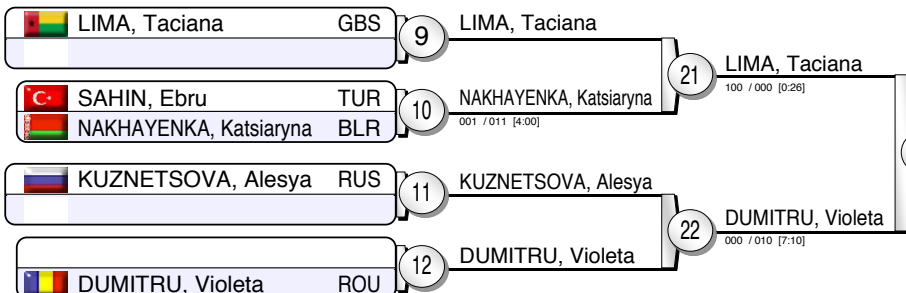 LIMA, Taciana GBS
9
LIMA, Taciana
SAHIN, Ebru TUR
NAKHAYENKA, Katsiaryna BLR
10
NAKHAYENKA, Katsiaryna
001 / 011 [4:00]
21
LIMA, Taciana
100 / 000 [0:26]
KUZNETSOVA, Alesya RUS
11
KUZNETSOVA, Alesya
DUMITRU, Violeta ROU
12
DUMITRU, Violeta
22
DUMITRU, Violeta
000 / 010 [7:10]